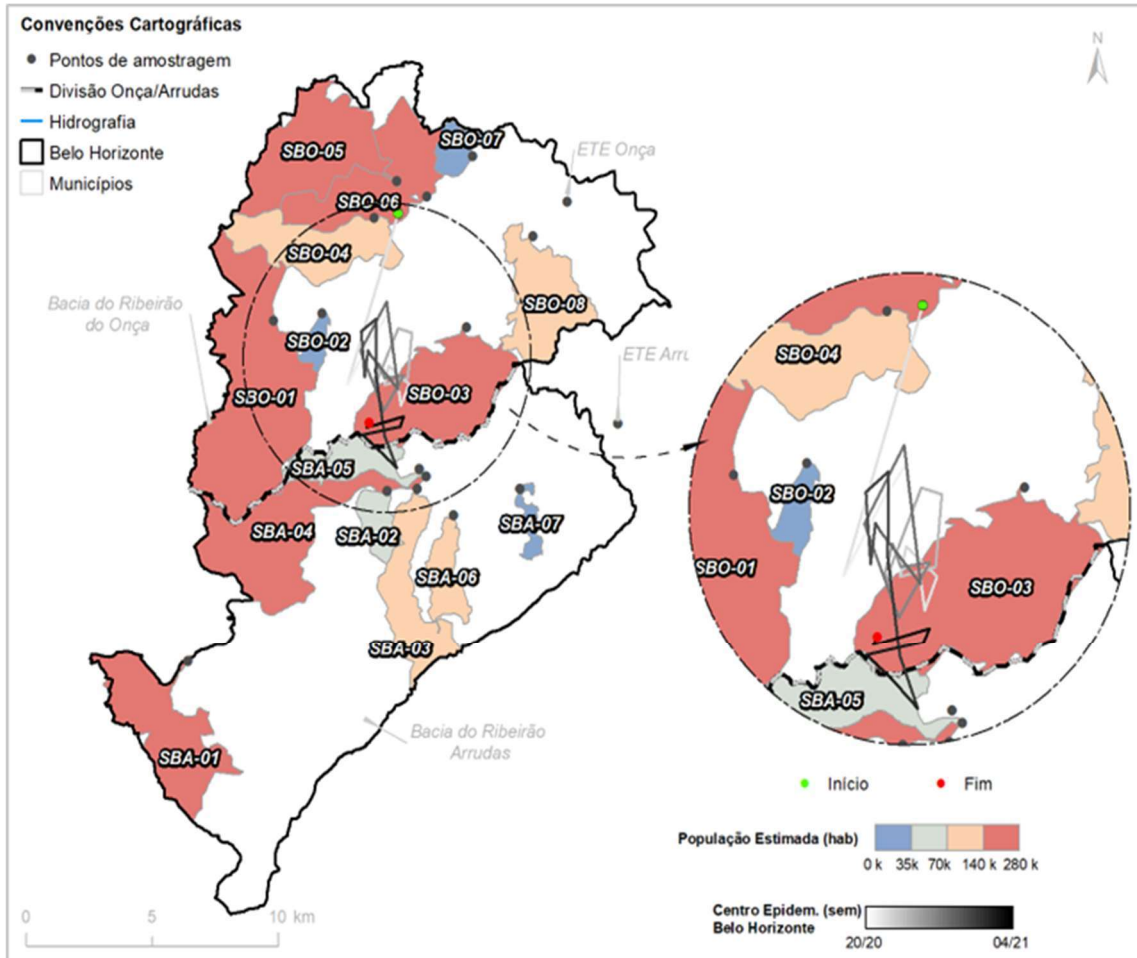 Convenções Cartográficas
Pontos de amostragem
Divisão Onça/Arrudas
Hidrografia
Belo Horizonte
Municípios
N
SBO-07
SBO-05
ETE Onça
SBO-06
SBO-04
Bacia do Ribeirão
do Onça
SBO-08
SBO-02
ETE Arru
SBO-01
SBO-03
SBA-05
SBA-04
SBA-02
SBA-07
SBA-06
SBA-03
Bacia do Ribeirão
Arrudas
SBA-01
SBO-04
SBO-02
SBO-01
SBO-03
SBA-05
Início
Fim
População Estimada (hab)
0 k 35k 70k 140 k 280 k
Centro Epidem. (sem)
Belo Horizonte
20/20 04/21
0 5 10 km